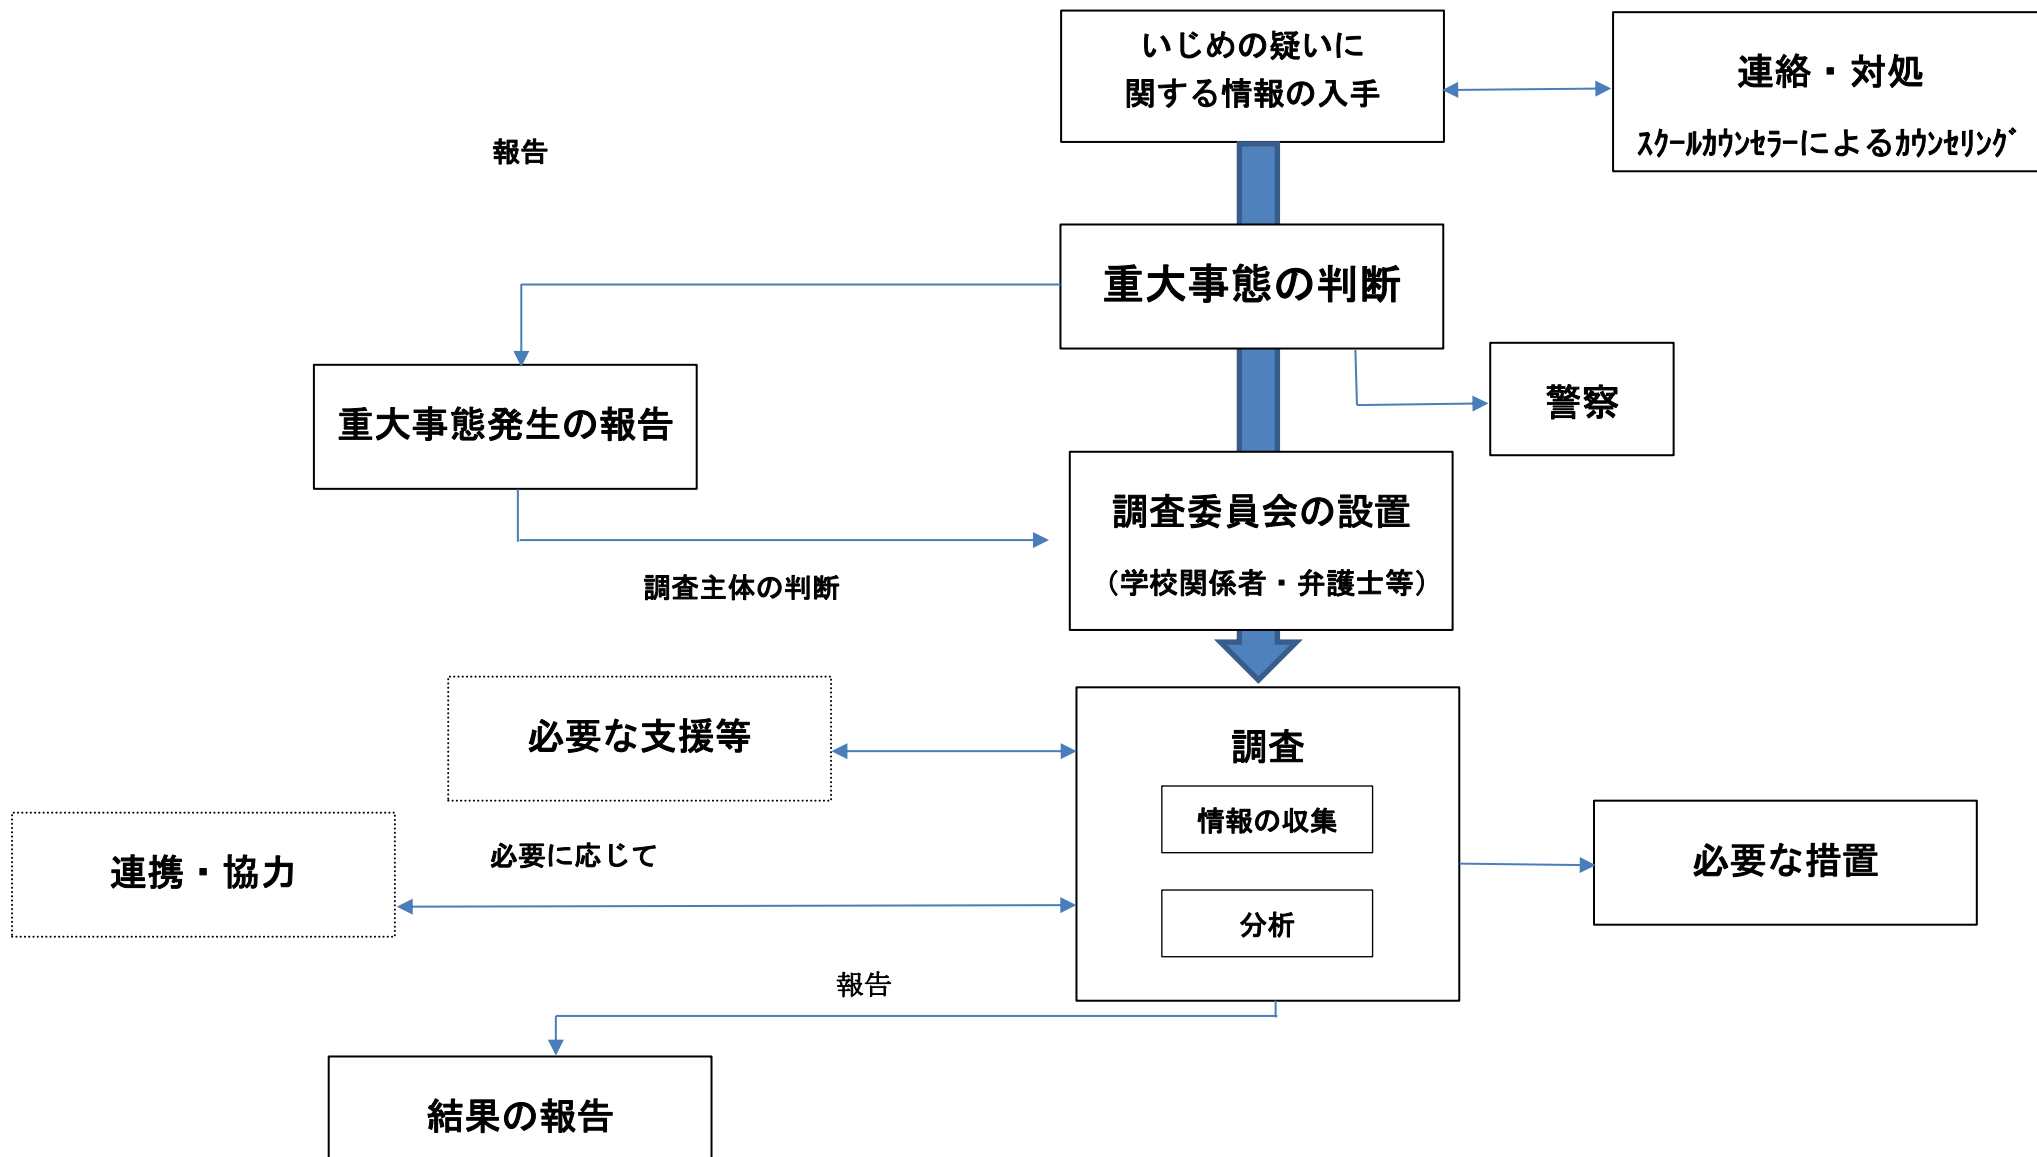 いじめの疑いに
関する情報の入手
連絡・対処
ｽｸｰﾙｶｳﾝｾﾗｰによるｶｳﾝｾﾘﾝｸﾞ
報告
重大事態の判断
重大事態発生の報告
警察
調査委員会の設置
（学校関係者・弁護士等）
調査主体の判断
必要な支援等
調査
情報の収集
連携・協力
必要に応じて
必要な措置
分析
報告
結果の報告